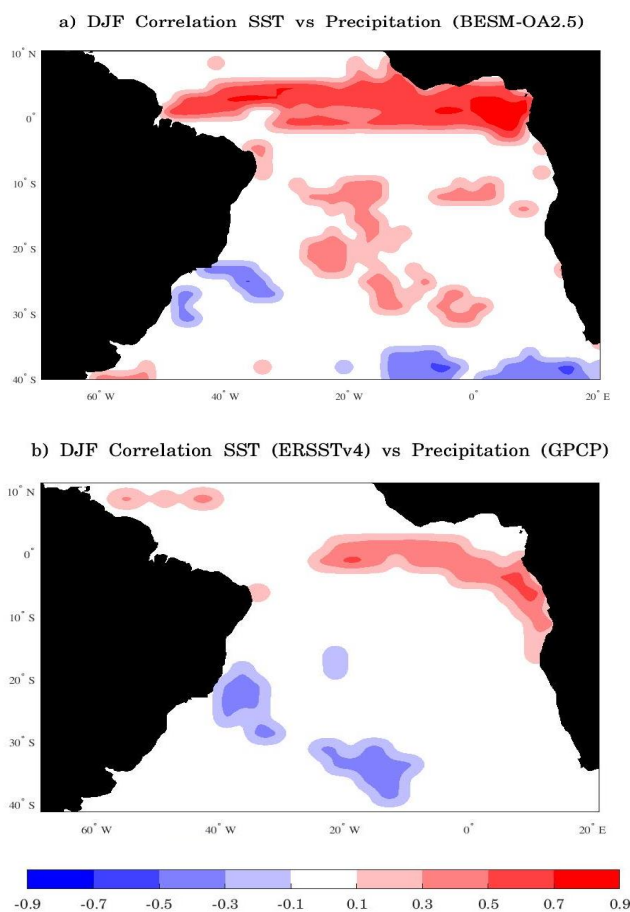 a) DJF Correlation SST vs Precipitation (BESM-OA2.5)
10° N
0°
10° S
20° S
30° S
40° S
60° W 40° W 20° W 0° 20° E
b) DJF Correlation SST (ERSSTv4) vs Precipitation (GPCP)
10° N
0°
10° S
20° S
30° S
40° S
60° W 40° W 20° W 0° 20° E
-0.9 -0.7 -0.5 -0.3 -0.1 0.1 0.3 0.5 0.7 0.9